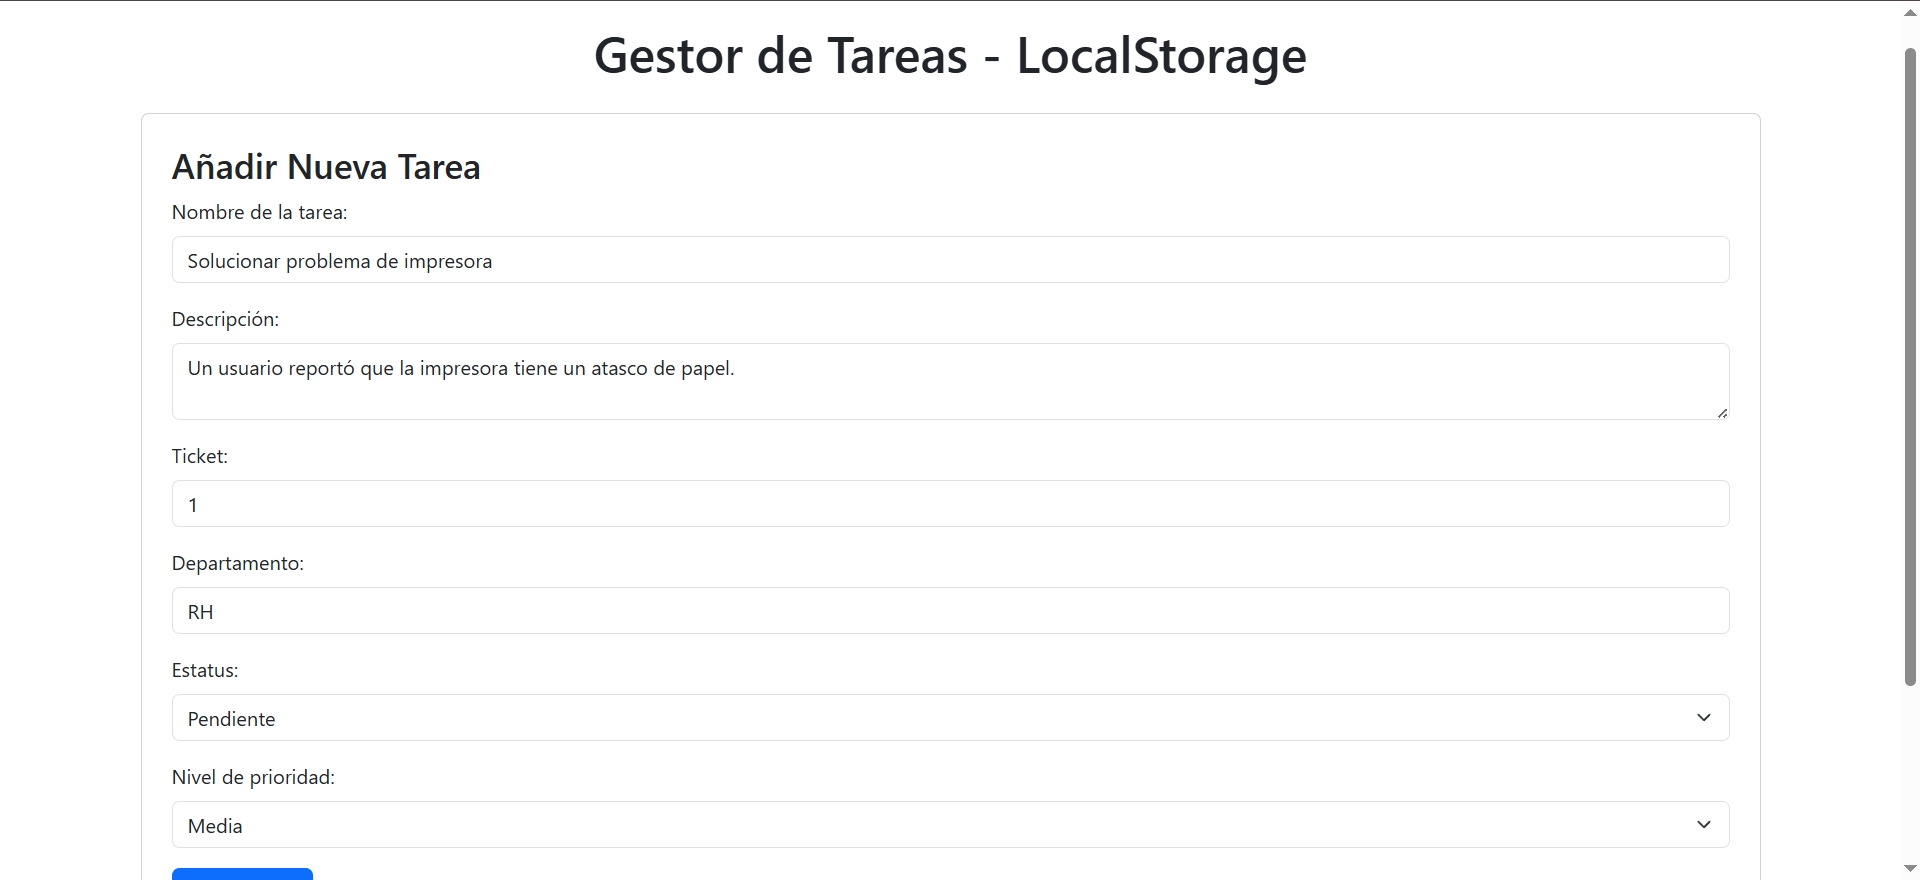 Gestor de Tareas - LocalStorage
Añadir Nueva Tarea
Nombre de la tarea:
Solucionar problema de impresora
Descripción:
Un usuario reportó que la impresora tiene un atasco de papel.
Ticket:
1
Departamento:
RH
Estatus:
Pendiente
Nivel de prioridad:
Media